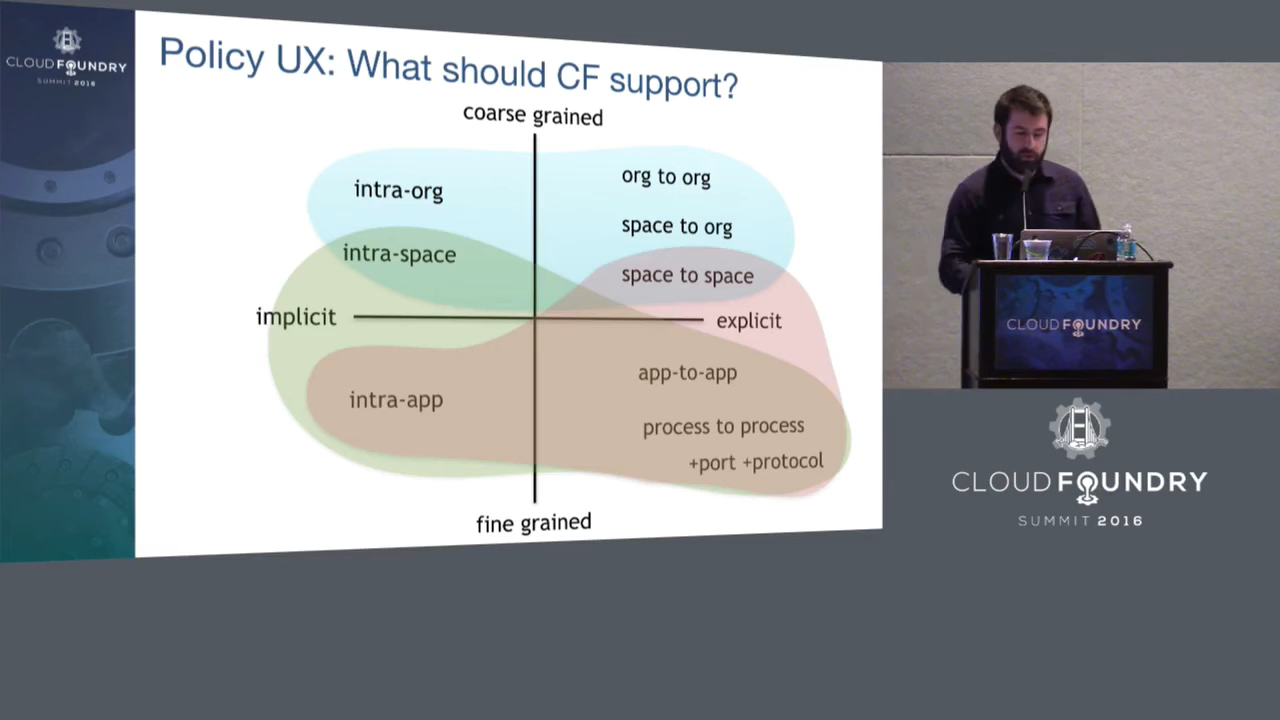 CLOUD FOUNDRY
SUMMIT 2016
Policy UX: What should CF support?
coarse grained
intra-org
org to org
space to org
intra-space
space to space
implicit
explicit
app-to-app
intra-app
process to process
+port +protocol
fine grained
CLOUD FOUNDRY
CLOUD FOUNDRY
SUMMIT 2016